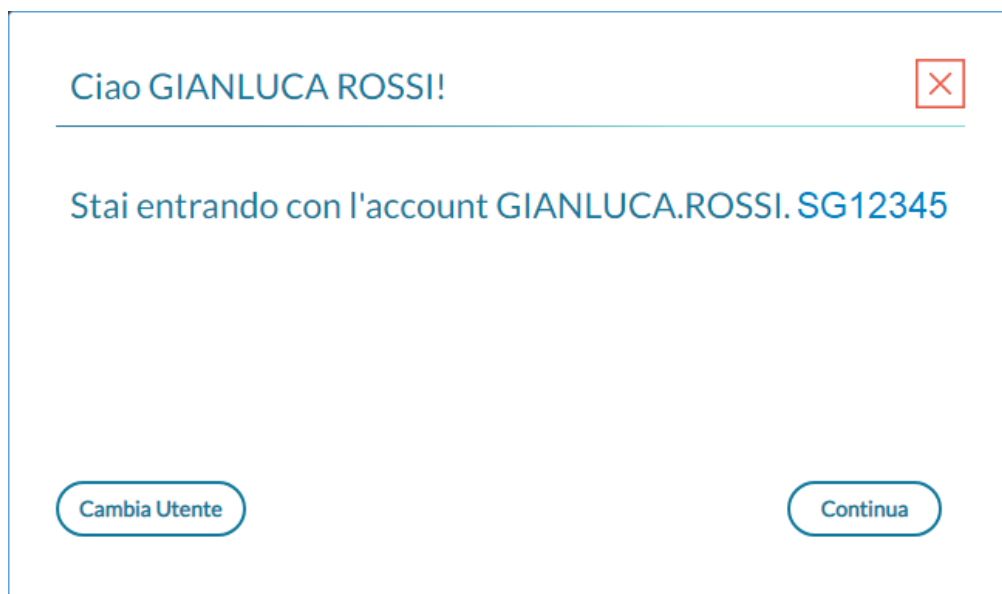 Ciao GIANLUCA ROSSI!
Stai entrando con l'account GIANLUCA.ROSSI. SG12345
Cambia Utente
Continua